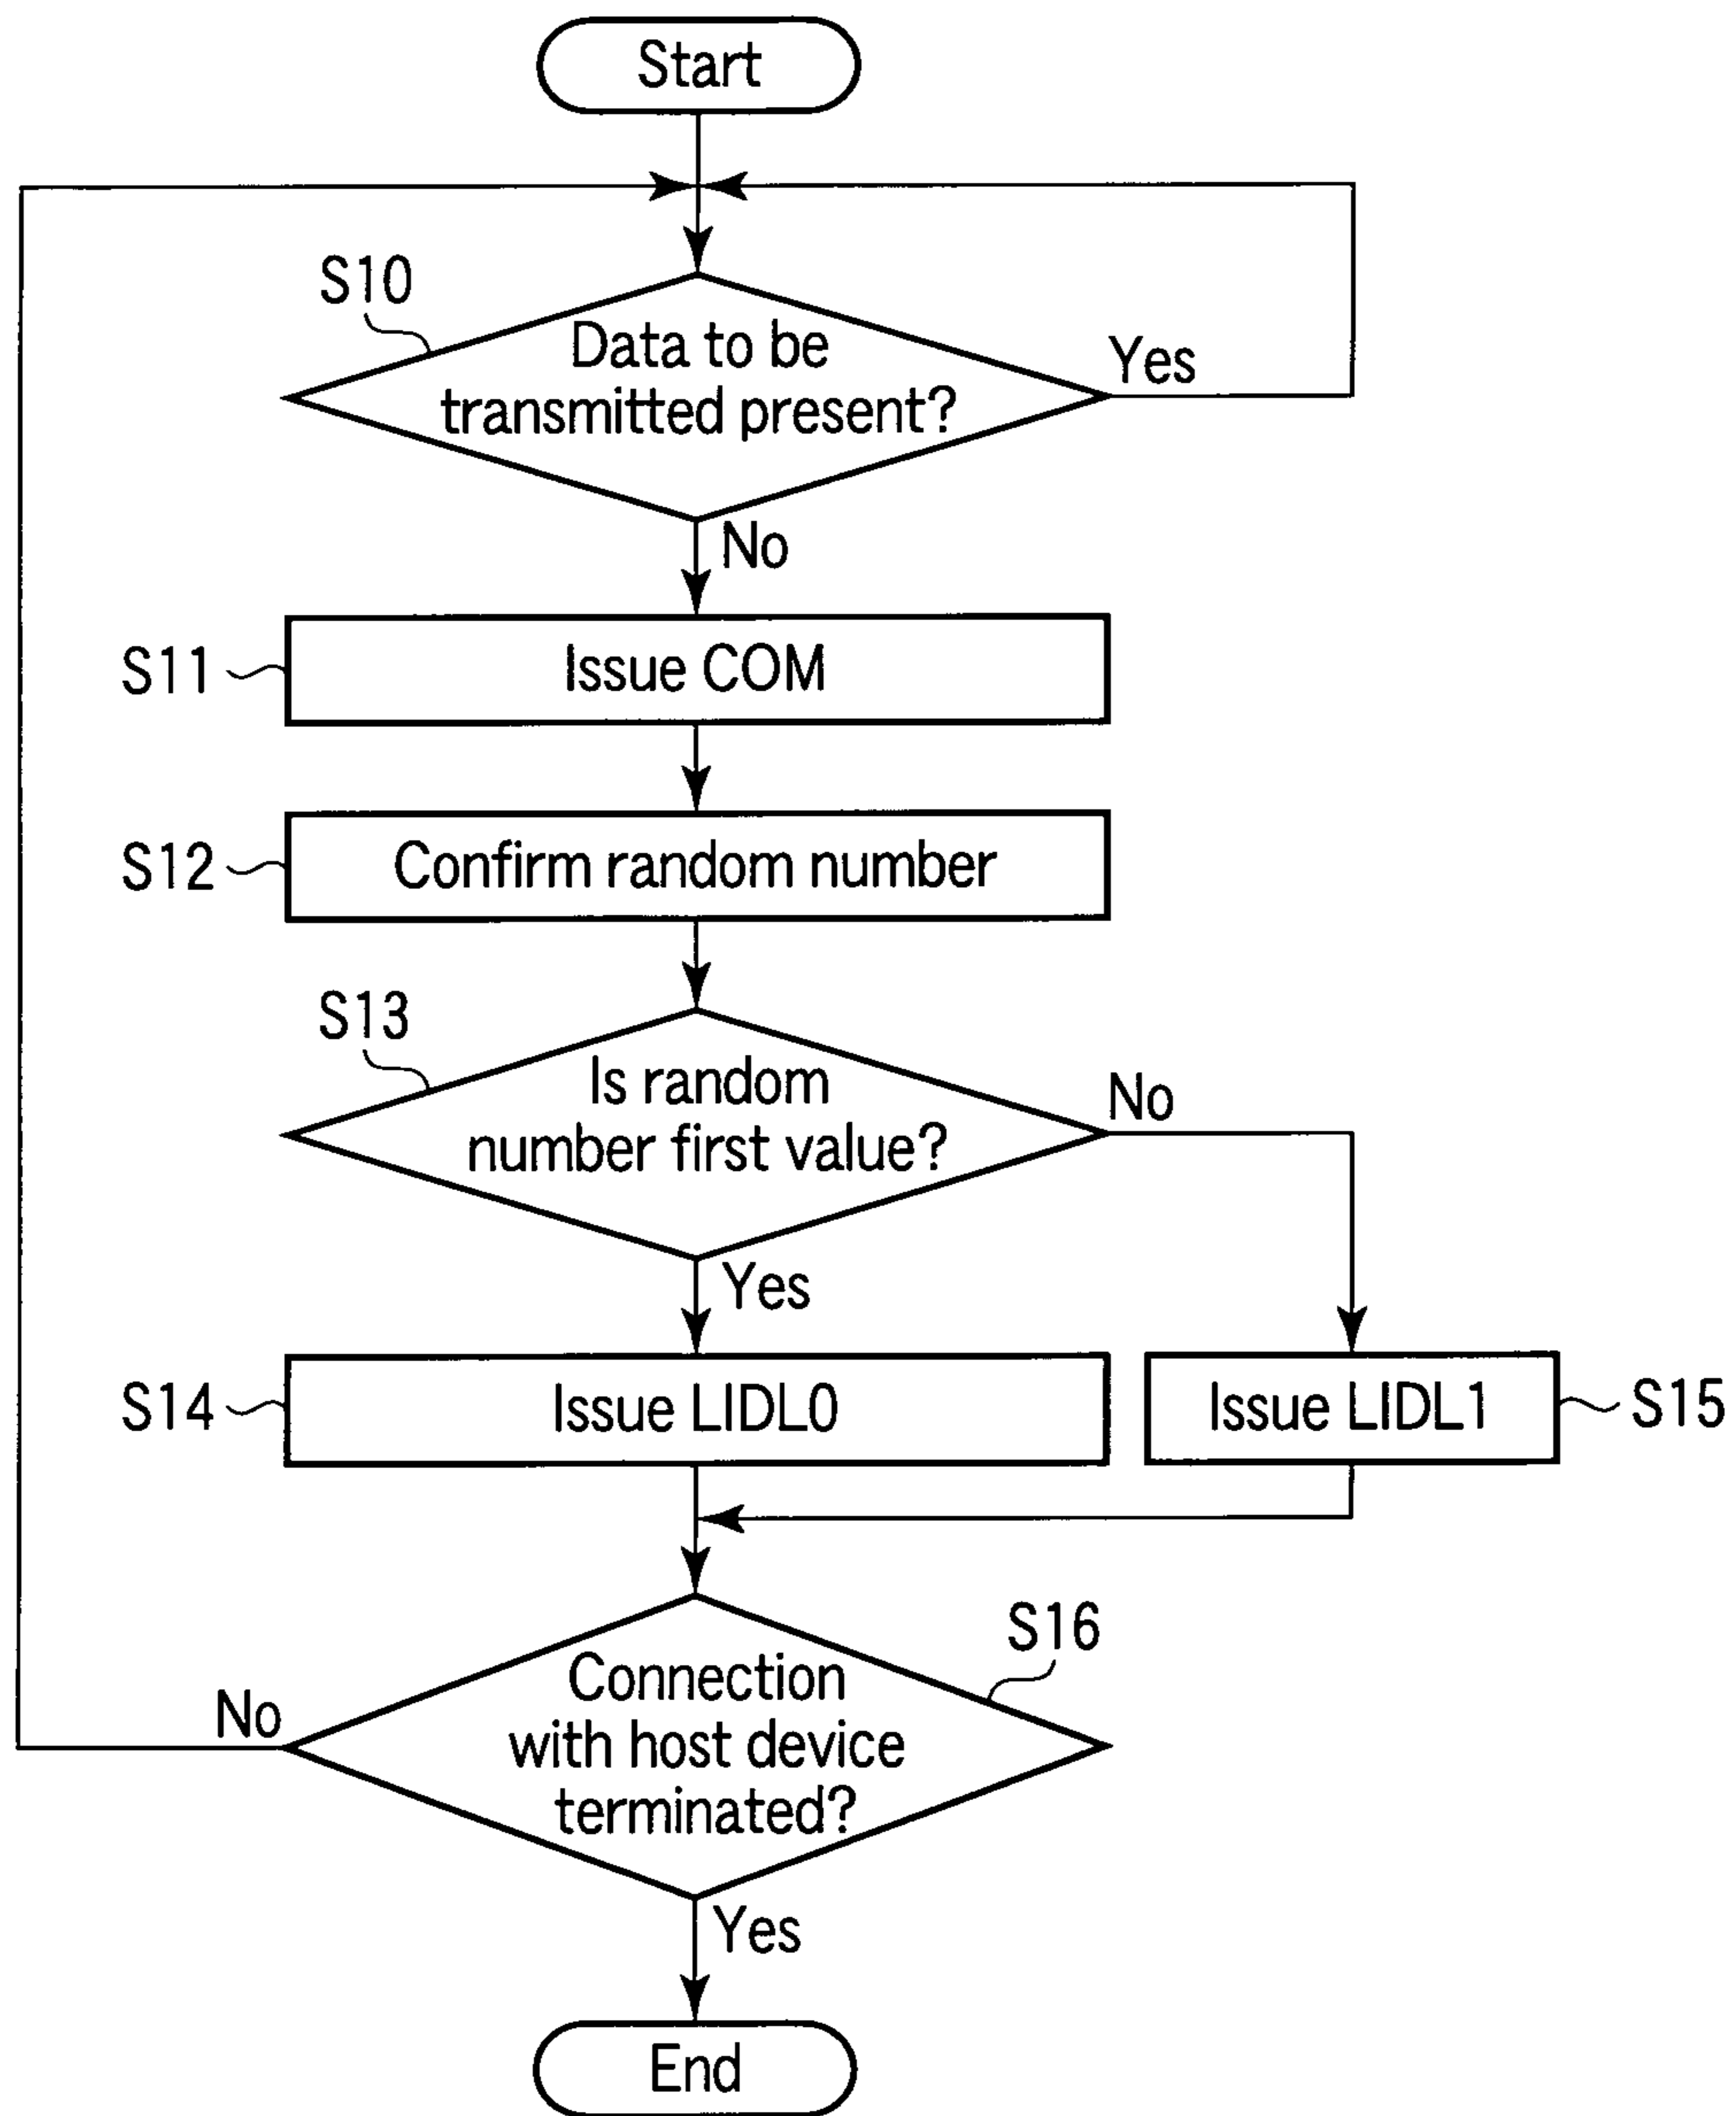 Start
S10
Data to be
transmitted present?
Yes
No
S11
Issue COM
S12
Confirm random number
S13
Is random
number first value?
No
Yes
S14
Issue LIDL0
Issue LIDL1
S15
S16
Connection
with host device
terminated?
No
Yes
End